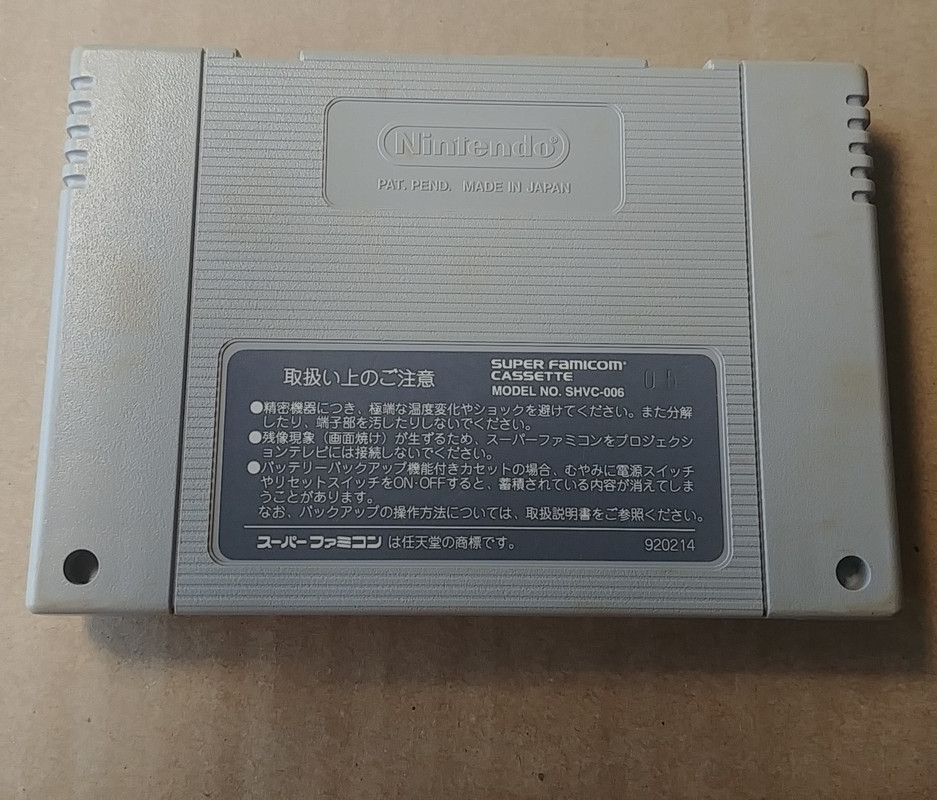 Nintendo®
PAT. PEND. MADE IN JAPAN
取扱い上のご注意
SUPER FAMICOM®
CASSETTE
MODEL NO. SHVC-006
●精密機器につき、極端な温度変化やショックを避けてください。また分解
したり、端子部を汚したりしないでください。
●残像現象（画面焼け）が生ずるため、スーパーファミコンをプロジェクシ
ョンテレビには接続しないでください。
●バッテリーバックアップ機能付きカセットの場合、むやみに電源スイッチ
やリセットスイッチをON-OFFすると、蓄積されている内容が消えてしま
うことがあります。
なお、バックアップの操作方法については、取扱説明書をご参照ください。
スーパーファミコン は任天堂の商標です。
920214